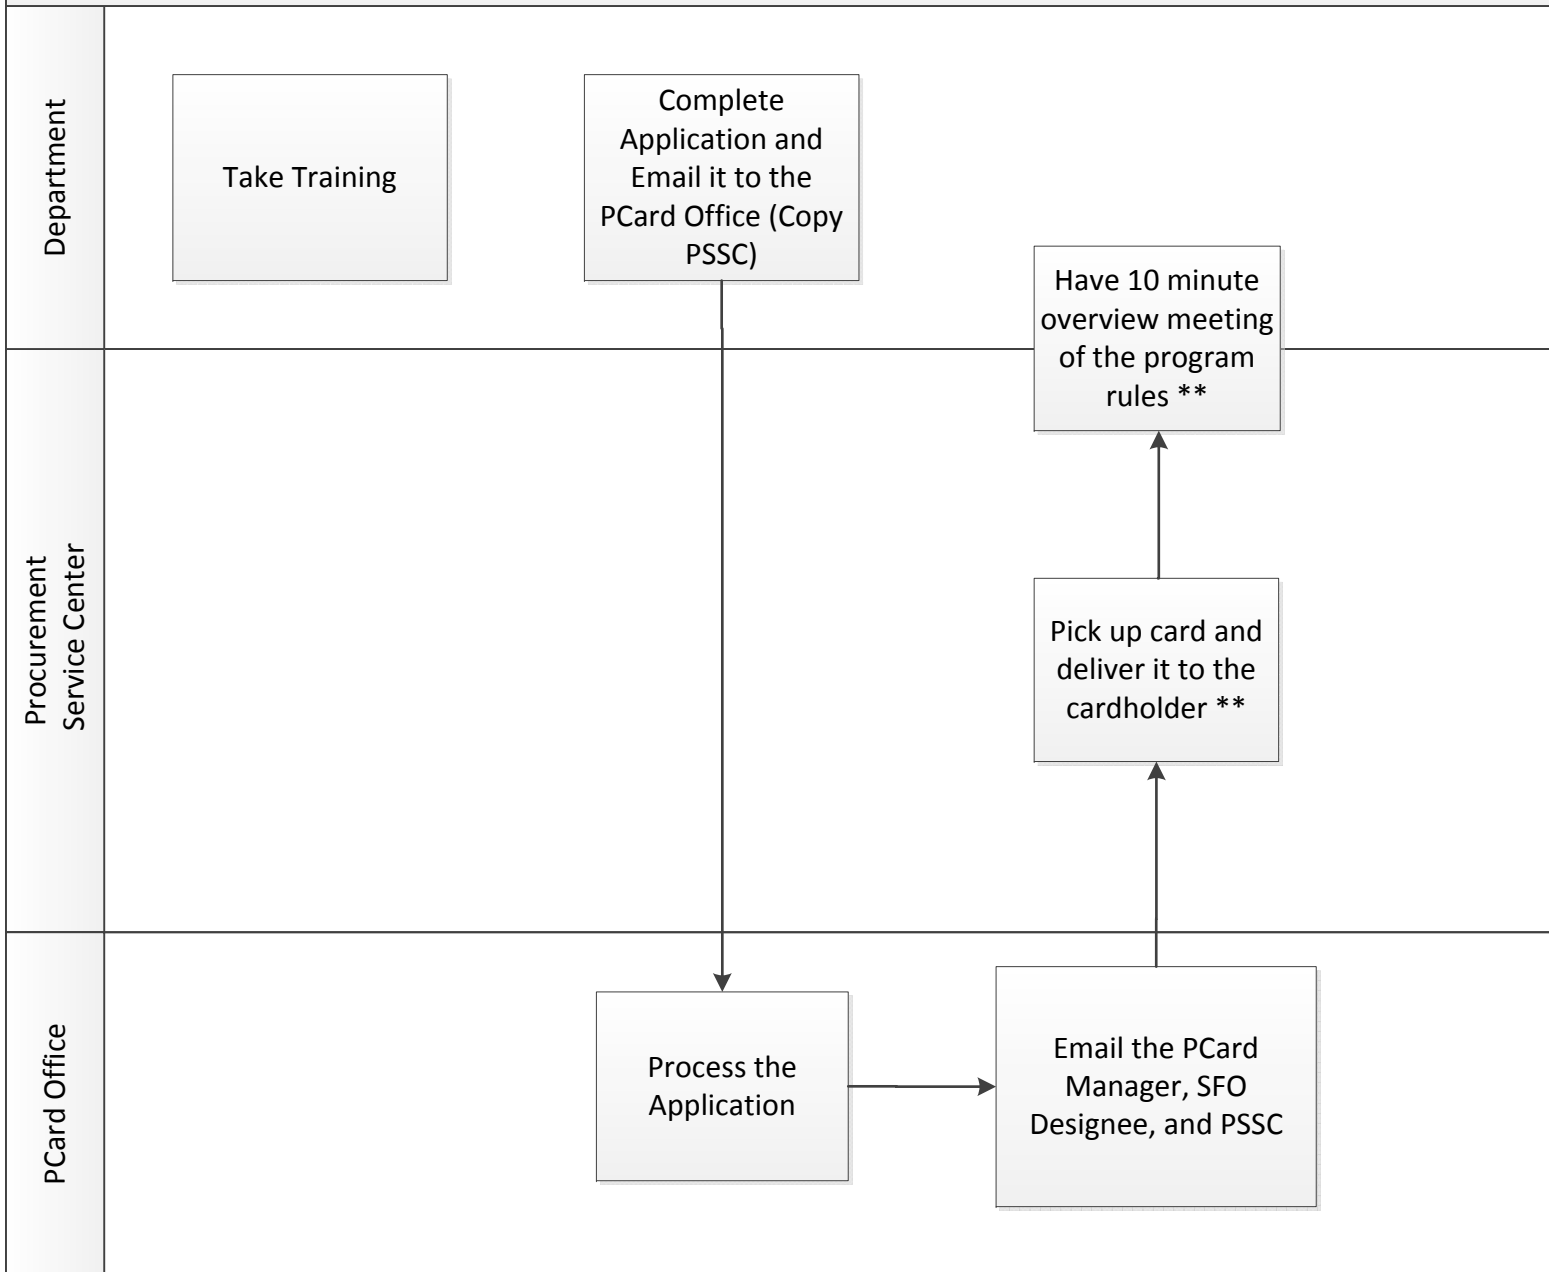 Department
Take Training
Complete
Application and
Email it to the
PCard Office (Copy
PSSC)
Have 10 minute
overview meeting
of the program
rules **
Procurement
Service Center
Pick up card and
deliver it to the
cardholder **
PCard Office
Process the
Application
Email the PCard
Manager, SFO
Designee, and PSSC